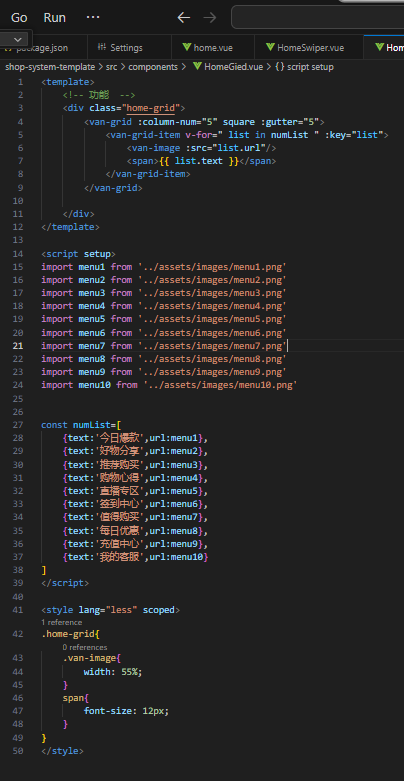 Go Run ···
package.json Settings home.vue HomeSwiper.vue Hom
shop-system-template > src > components > HomeGied.vue > {} script setup
1 <template>
2 <!-- 功能 -->
3 <div class="home-grid">
4 <van-grid :column-num="5" square :gutter="5">
5 <van-grid-item v-for=" list in numList " :key="list">
6 <van-image :src="list.url"/>
7 <span>{{ list.text }}</span>
8 </van-grid-item>
9 </van-grid>
10
11 </div>
12 </template>
13
14 <script setup>
15 import menu1 from '../assets/images/menu1.png'
16 import menu2 from '../assets/images/menu2.png'
17 import menu3 from '../assets/images/menu3.png'
18 import menu4 from '../assets/images/menu4.png'
19 import menu5 from '../assets/images/menu5.png'
20 import menu6 from '../assets/images/menu6.png'
21 import menu7 from '../assets/images/menu7.png'
22 import menu8 from '../assets/images/menu8.png'
23 import menu9 from '../assets/images/menu9.png'
24 import menu10 from '../assets/images/menu10.png'
25
26
27 const numList=[
28 {text:'今日爆款',url:menu1},
29 {text:'好物分享',url:menu2},
30 {text:'推荐购买',url:menu3},
31 {text:'购物心得',url:menu4},
32 {text:'直播专区',url:menu5},
33 {text:'签到中心',url:menu6},
34 {text:'值得购买',url:menu7},
35 {text:'每日优惠',url:menu8},
36 {text:'充值中心',url:menu9},
37 {text:'我的客服',url:menu10}
38 ]
39 </script>
40
41 <style lang="less" scoped>
1 reference
42 .home-grid{
0 references
43 .van-image{
44 width: 55%;
45 }
46 span{
47 font-size: 12px;
48 }
49 }
50 </style>